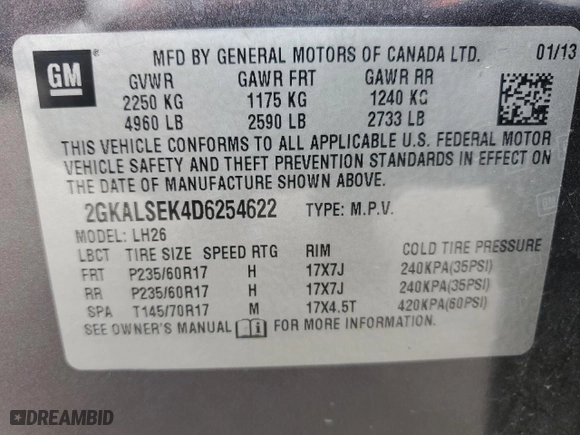 GM
MFD BY GENERAL MOTORS OF CANADA LTD. 01/13
GVWR GAWR FRT GAWR RR
2250 KG 1175 KG 1240 KG
4960 LB 2590 LB 2733 LB
THIS VEHICLE CONFORMS TO ALL APPLICABLE U.S. FEDERAL MOTOR
VEHICLE SAFETY AND THEFT PREVENTION STANDARDS IN EFFECT ON
THE DATE OF MANUFACTURE SHOWN ABOVE.
2GKALSEK4D6254622 TYPE: M.P.V.
MODEL: LH26
LBCT TIRE SIZE SPEED RTG RIM COLD TIRE PRESSURE
FRT P235/60R17 H 17X7J 240KPA(35PSI)
RR P235/60R17 H 17X7J 240KPA(35PSI)
SPA T145/70R17 M 17X4.5T 420KPA(60PSI)
SEE OWNER'S MANUAL FOR MORE INFORMATION.
DREAMBID